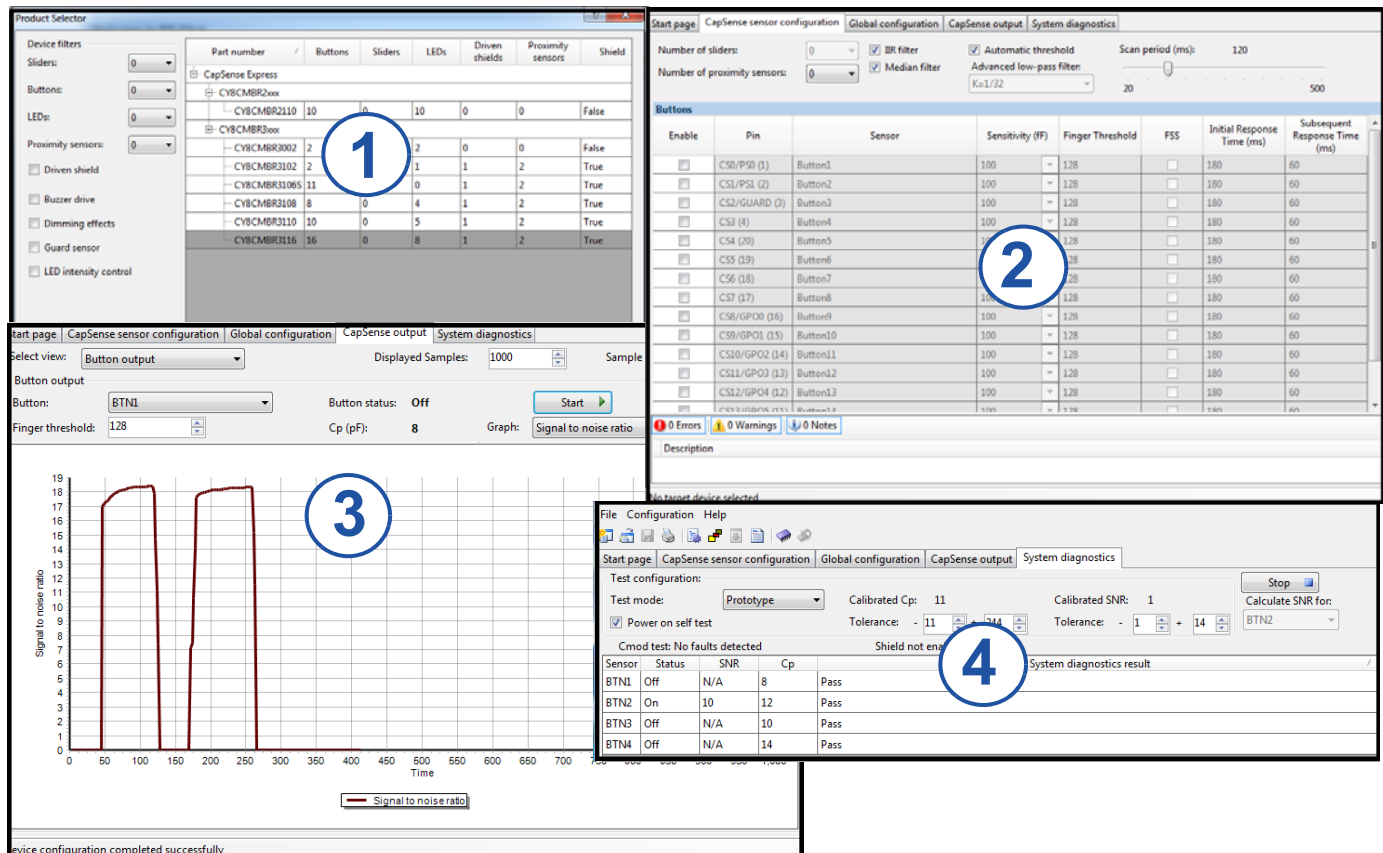 Product Selector
Device filters
Sliders: 0
Buttons: 0
LEDs: 0
Proximity sensors: 0
Driven shield
Buzzer drive
Dimming effects
Guard sensor
LED intensity control
Part number / Buttons Sliders LEDs Driven shields Proximity sensors Shield
CapSense Express
CY8CMBR2xxx
CY8CMBR2110 10 0 10 0 0 False
CY8CMBR3xxx
CY8CMBR3002 2 2 0 0 False
CY8CMBR3102 2 1 1 2 True
CY8CMBR3106S 11 0 1 2 True
CY8CMBR3108 8 0 4 1 2 True
CY8CMBR3110 10 0 5 1 2 True
CY8CMBR3116 16 0 8 1 2 True
1
Start page CapSense sensor configuration Global configuration CapSense output System diagnostics
Number of sliders: 0 IIR filter Automatic threshold Scan period (ms): 120
Number of proximity sensors: 0 Median filter Advanced low-pass filter:
K=1/32 20 500
Buttons
Enable Pin Sensor Sensitivity (fF) Finger Threshold FSS Initial Response Time (ms) Subsequent Response Time (ms)
CS0/PS0 (1) Button1 100 128 180 60
CS1/PS1 (2) Button2 100 128 180 60
CS2/GUARD (3) Button3 100 128 180 60
CS3 (4) Button4 100 128 180 60
CS4 (20) Button5 128 180 60
CS5 (19) Button6 180 60
CS6 (18) Button7 180 60
CS7 (17) Button8 128 180 60
CS8/GPO0 (16) Button9 100 128 180 60
CS9/GPO1 (15) Button10 100 128 180 60
CS10/GPO2 (14) Button11 100 128 180 60
CS11/GPO3 (13) Button12 100 128 180 60
CS12/GPO4 (12) Button13 100 128 180 60
CS13/GPO5 (11) Button14 100 128 180 60
2
0 Errors 0 Warnings 0 Notes
Description
No target device selected
tart page CapSense sensor configuration Global configuration CapSense output System diagnostics
Select view: Button output Displayed Samples: 1000 Sample
Button output
Button: BTN1 Button status: Off Start
Finger threshold: 128 Cp (pF): 8 Graph: Signal to noise ratio
3
Signal to noise ratio
19
18
17
16
15
14
13
12
11
10
9
8
7
6
5
4
3
2
1
0
0 50 100 150 200 250 300 350 400 450 500 550 600 650 700
Time
Signal to noise ratio
evice configuration completed successfully
File Configuration Help
Start page CapSense sensor configuration Global configuration CapSense output System diagnostics
Test configuration: Stop
Test mode: Prototype Calibrated Cp: 11 Calibrated SNR: 1 Calculate SNR for:
Power on self test Tolerance: - 11 + 244 Tolerance: - 1 + 14 BTN2
Cmod test: No faults detected Shield not
4
Sensor Status SNR Cp System diagnostics result /
BTN1 Off N/A 8 Pass
BTN2 On 10 12 Pass
BTN3 Off N/A 10 Pass
BTN4 Off N/A 14 Pass